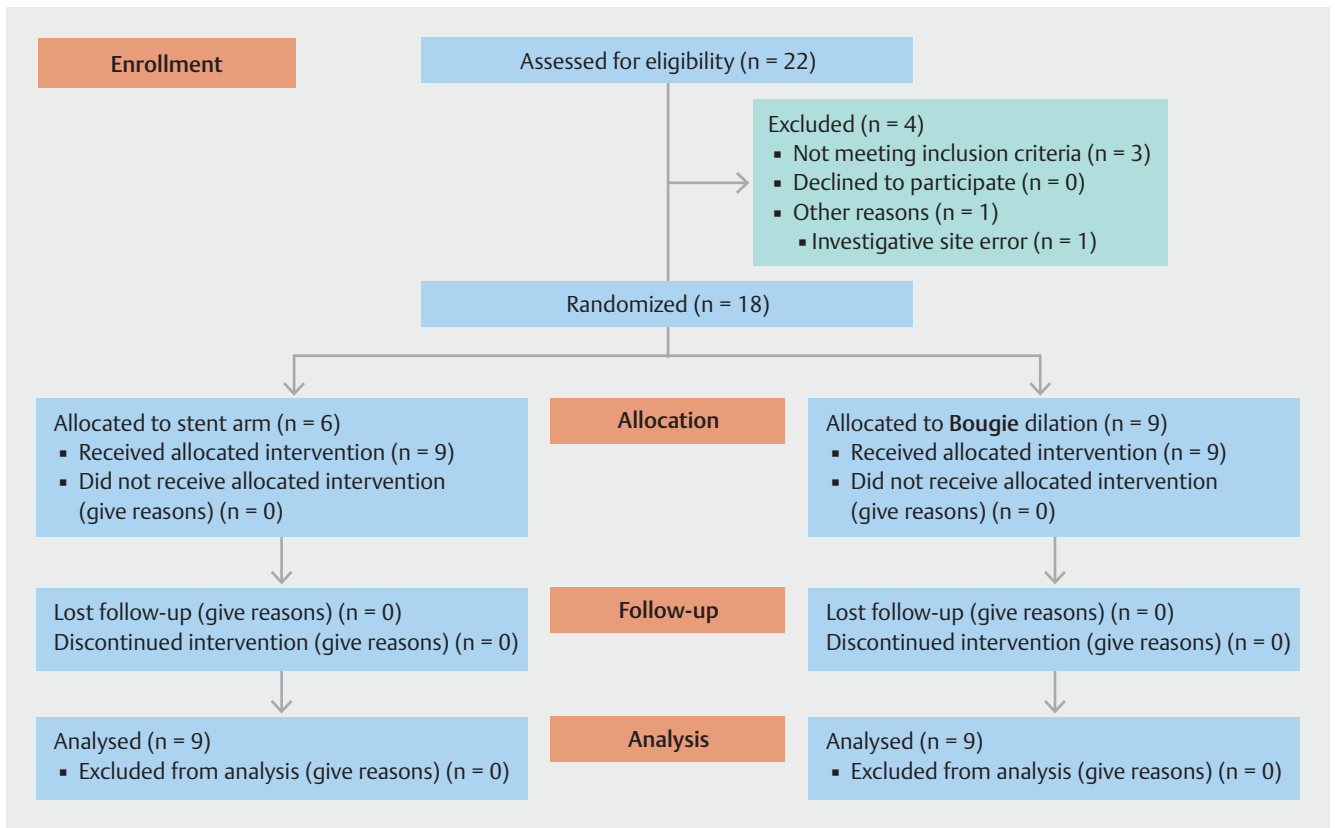 Enrollment
Assessed for eligibility (n = 22)
Excluded (n = 4)
▪ Not meeting inclusion criteria (n = 3)
▪ Declined to participate (n = 0)
▪ Other reasons (n = 1)
▪ Investigative site error (n = 1)
Randomized (n = 18)
Allocated to stent arm (n = 6)
▪ Received allocated intervention (n = 9)
▪ Did not receive allocated intervention
(give reasons) (n = 0)
Allocation
Allocated to Bougie dilation (n = 9)
▪ Received allocated intervention (n = 9)
▪ Did not receive allocated intervention
(give reasons) (n = 0)
Lost follow-up (give reasons) (n = 0)
Discontinued intervention (give reasons) (n = 0)
Follow-up
Lost follow-up (give reasons) (n = 0)
Discontinued intervention (give reasons) (n = 0)
Analysed (n = 9)
▪ Excluded from analysis (give reasons) (n = 0)
Analysis
Analysed (n = 9)
▪ Excluded from analysis (give reasons) (n = 0)